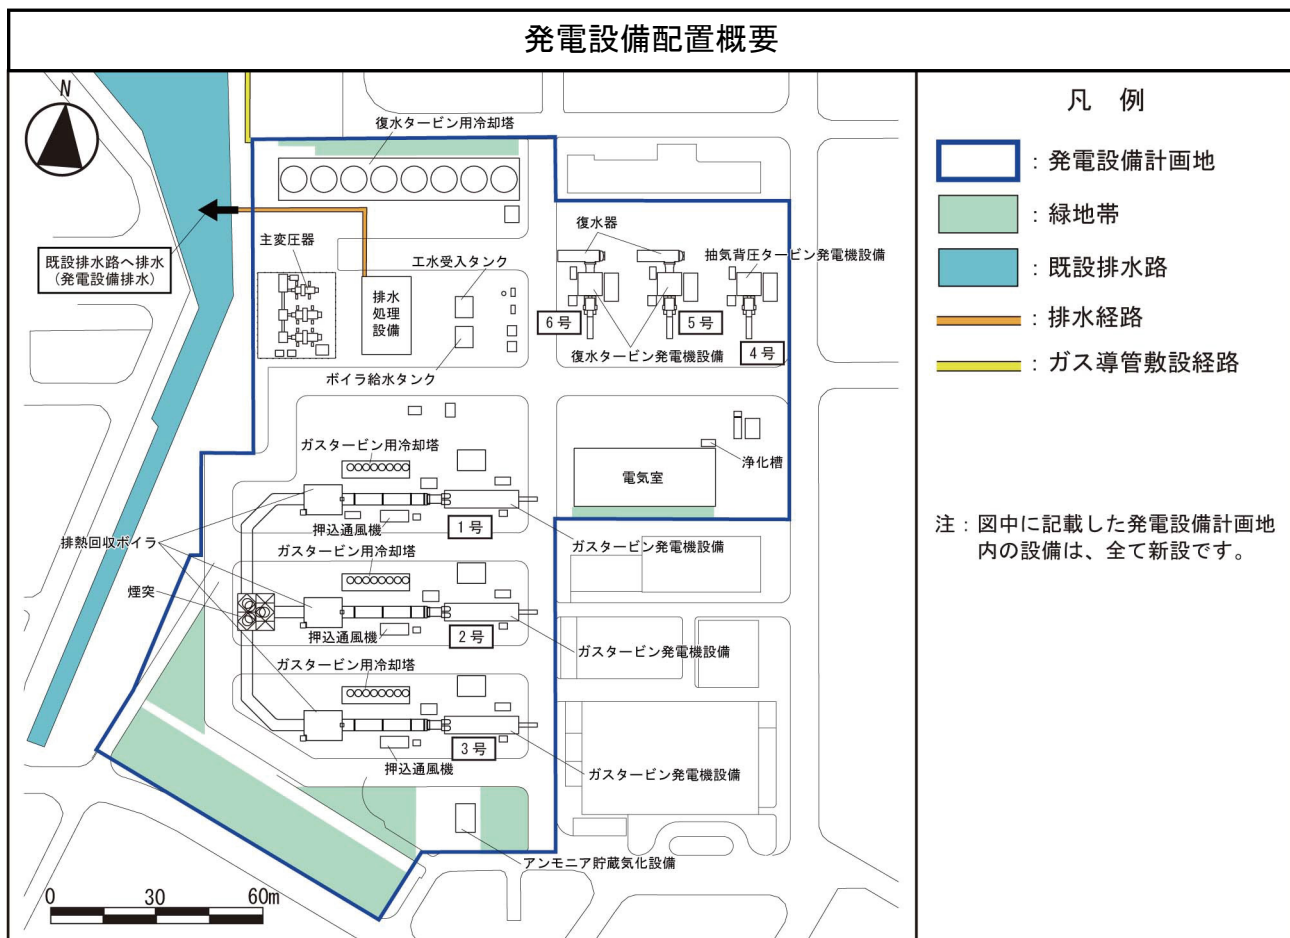 発電設備配置概要
N
復水タービン用冷却塔
既設排水路へ排水
(発電設備排水)
主変圧器
排水
処理
設備
工水受入タンク
ボイラ給水タンク
復水器
抽気背圧タービン発電機設備
6号
5号
4号
復水タービン発電機設備
ガスタービン用冷却塔
電気室
浄化槽
押込通風機
1号
ガスタービン発電機設備
排熱回収ボイラ
ガスタービン用冷却塔
煙突
押込通風機
2号
ガスタービン発電機設備
ガスタービン用冷却塔
押込通風機
3号
ガスタービン発電機設備
アンモニア貯蔵気化設備
0 30 60m
凡 例
：発電設備計画地
：緑地帯
：既設排水路
：排水経路
：ガス導管敷設経路
注：図中に記載した発電設備計画地
内の設備は、全て新設です。